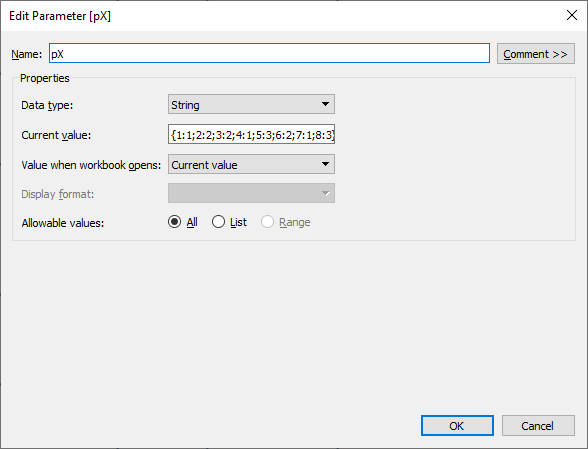 Edit Parameter [pX]
Name: pX Comment >>
Properties
Data type: String
Current value: {1:1;2:2;3:2;4:1;5:3;6:2;7:1;8:3}
Value when workbook opens: Current value
Display format:
Allowable values: All List Range
OK Cancel